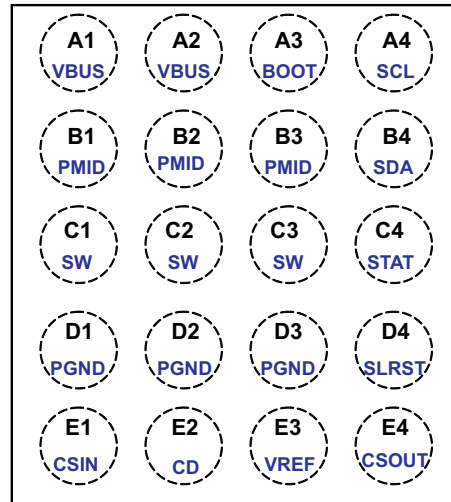 A1 A2 A3 A4
VBUS VBUS BOOT SCL
B1 B2 B3 B4
PMID PMID PMID SDA
C1 C2 C3 C4
SW SW SW STAT
D1 D2 D3 D4
PGND PGND PGND SLRST
E1 E2 E3 E4
CSIN CD VREF CSOUT